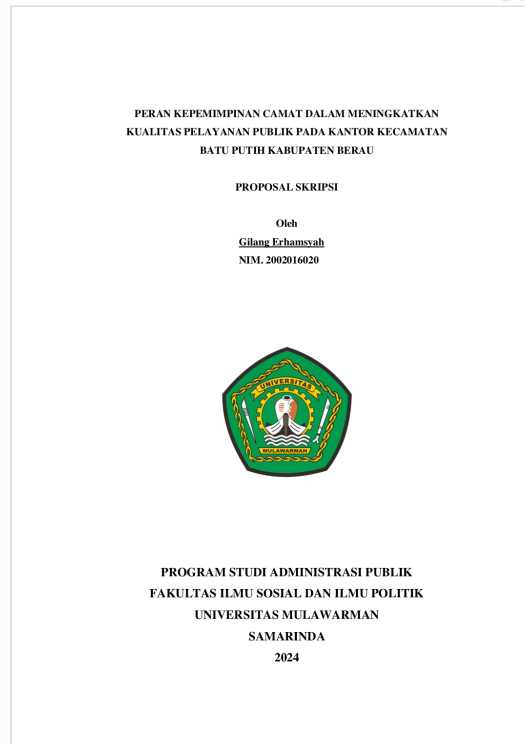 PERAN KEPEMIMPINAN CAMAT DALAM MENINGKATKAN
KUALITAS PELAYANAN PUBLIK PADA KANTOR KECAMATAN
BATU PUTIH KABUPATEN BERAU
PROPOSAL SKRIPSI
Oleh
Gilang Erhamsyah
NIM. 2002016020
UNIVERSITAS
MULAWARMAN
PROGRAM STUDI ADMINISTRASI PUBLIK
FAKULTAS ILMU SOSIAL DAN ILMU POLITIK
UNIVERSITAS MULAWARMAN
SAMARINDA
2024